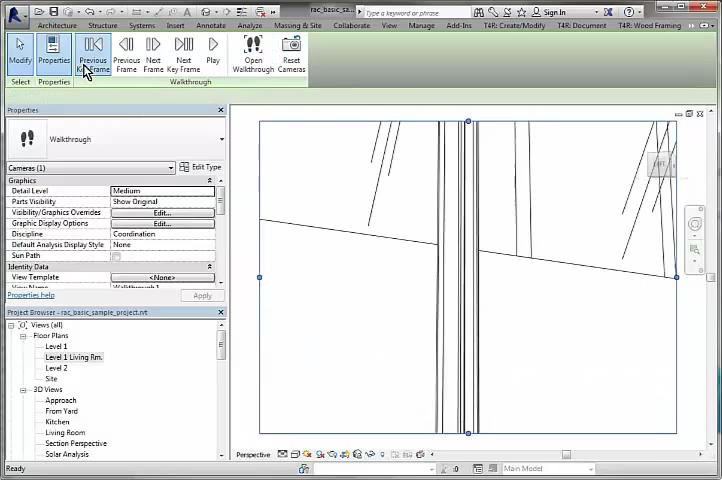 rac_basic_sa...
Type a keyword or phrase
Sign In
Architecture Structure Systems Insert Annotate Analyze Massing & Site Collaborate View Manage Add-Ins T4R: Create/Modify T4R: Document T4R: Wood Framing
Modify Properties Previous Key Frame Previous Frame Next Frame Next Key Frame Play Open Walkthrough Reset Cameras
Select Properties Walkthrough
Properties
Walkthrough
Cameras (1) Edit Type
Graphics
Detail Level Medium
Parts Visibility Show Original
Visibility/Graphics Overrides Edit...
Graphic Display Options Edit...
Discipline Coordination
Default Analysis Display Style None
Sun Path
Identity Data
View Template <None>
View Name Walkthrough 1
Properties help Apply
Project Browser - rac_basic_sample_project.rvt
Views (all)
Floor Plans
Level 1
Level 1 Living Rm.
Level 2
Site
3D Views
Approach
From Yard
Kitchen
Living Room
Section Perspective
Solar Analysis
Perspective
Ready
:0
Main Model